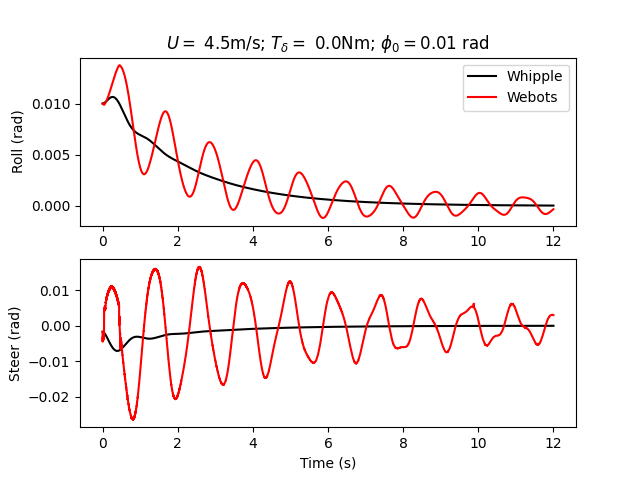 U = 4.5m/s; T_δ = 0.0Nm; ϕ_0 = 0.01 rad
Whipple
Webots
Roll (rad)
0.010
0.005
0.000
0 2 4 6 8 10 12
Steer (rad)
0.01
0.00
−0.01
−0.02
0 2 4 6 8 10 12
Time (s)